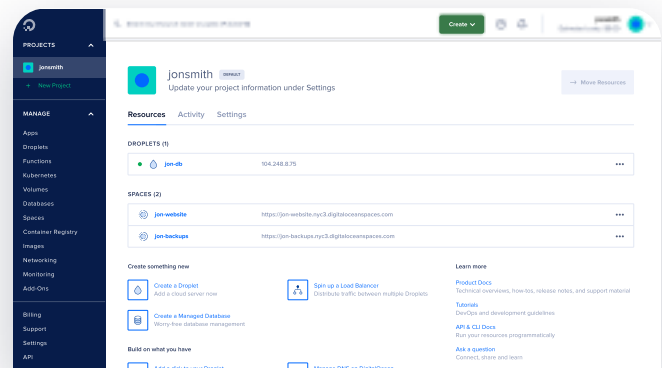 Create
PROJECTS
jonsmith
+ New Project
MANAGE
Apps
Droplets
Functions
Kubernetes
Volumes
Databases
Spaces
Container Registry
Images
Networking
Monitoring
Add-Ons
Billing
Support
Settings
API
jonsmith DEFAULT
Update your project information under Settings
→ Move Resources
Resources Activity Settings
DROPLETS (1)
jon-db 104.248.8.75
SPACES (2)
jon-website https://jon-website.nyc3.digitaloceanspaces.com
jon-backups https://jon-backups.nyc3.digitaloceanspaces.com
Create something new
Create a Droplet
Add a cloud server now
Spin up a Load Balancer
Distribute traffic between multiple Droplets
Create a Managed Database
Worry-free database management
Build on what you have
Learn more
Product Docs
Technical overviews, how-tos, release notes, and support material
Tutorials
DevOps and development guidelines
API & CLI Docs
Run your resources programmatically
Ask a question
Connect, share and learn